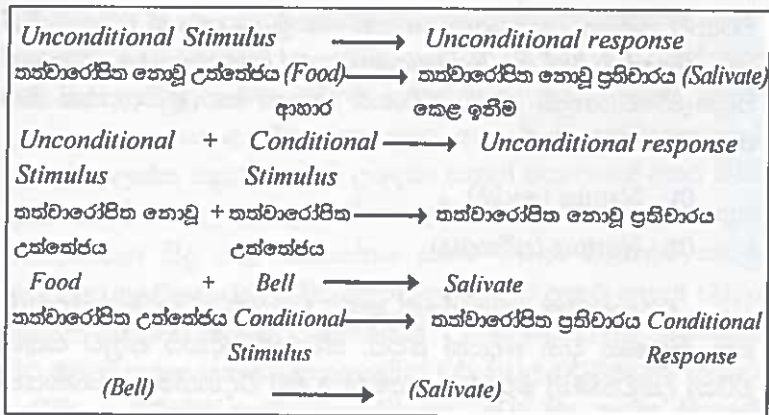 Unconditional Stimulus → Unconditional response
තත්වාරෝපිත නොවූ උත්තේජය (Food) → තත්වාරෝපිත නොවූ ප්‍රතිචාරය (Salivate)
ආහාර කෙළ ඉනීම
Unconditional + Conditional → Unconditional response
Stimulus Stimulus
තත්වාරෝපිත නොවූ + තත්වාරෝපිත → තත්වාරෝපිත නොවූ ප්‍රතිචාරය
උත්තේජය උත්තේජය
Food + Bell → Salivate
තත්වාරෝපිත උත්තේජය Conditional → තත්වාරෝපිත ප්‍රතිචාරය Conditional
Stimulus Response
(Bell) → (Salivate)